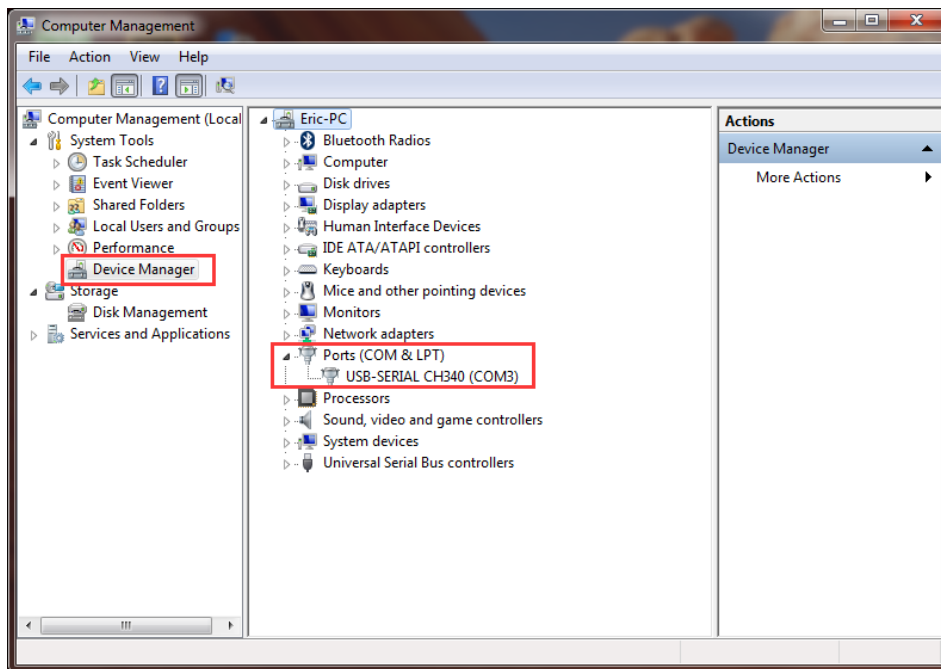 Computer Management
File Action View Help
Computer Management (Local
System Tools
Task Scheduler
Event Viewer
Shared Folders
Local Users and Groups
Performance
Device Manager
Storage
Disk Management
Services and Applications
Eric-PC
Bluetooth Radios
Computer
Disk drives
Display adapters
Human Interface Devices
IDE ATA/ATAPI controllers
Keyboards
Mice and other pointing devices
Monitors
Network adapters
Ports (COM & LPT)
USB-SERIAL CH340 (COM3)
Processors
Sound, video and game controllers
System devices
Universal Serial Bus controllers
Actions
Device Manager
More Actions